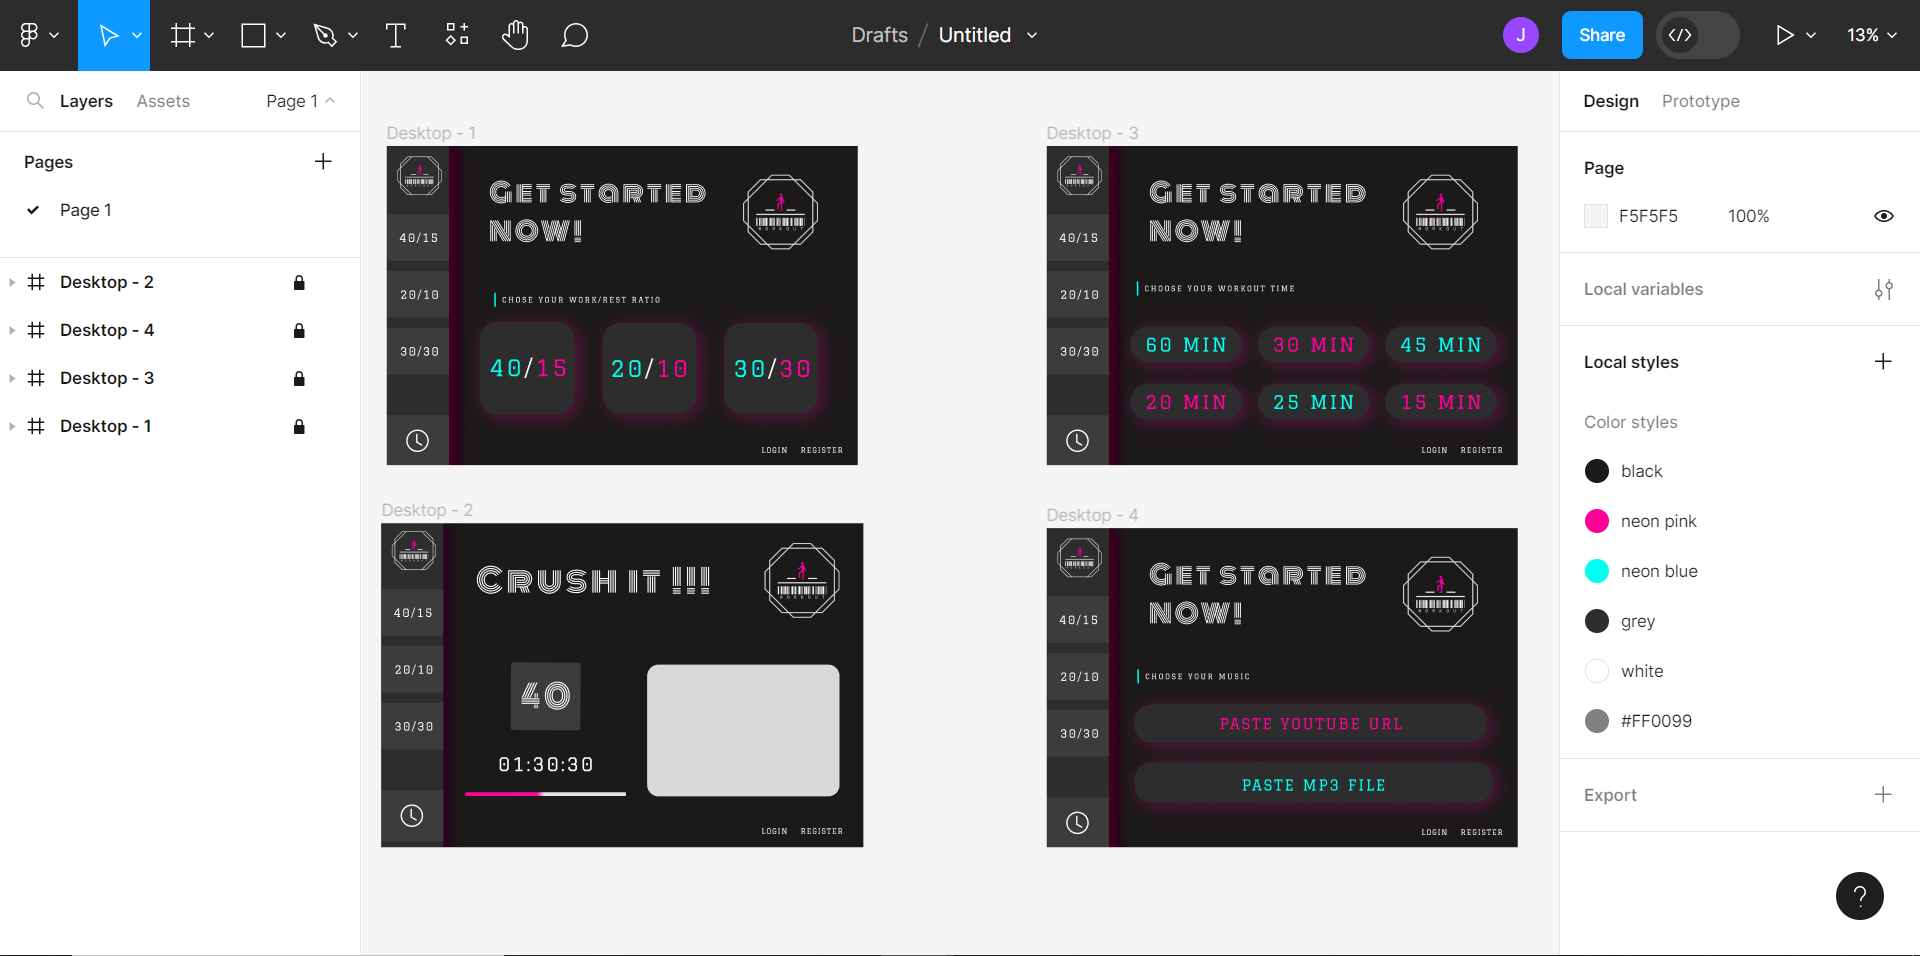 Drafts / Untitled
J
Share
</>
13%
Layers
Assets
Page 1
Pages
Page 1
Desktop - 2
Desktop - 4
Desktop - 3
Desktop - 1
Desktop - 1
40/15
20/10
30/30
GET STARTED
NOW!
WORKOUT
CHOSE YOUR WORK/REST RATIO
40/15
20/10
30/30
LOGIN
REGISTER
Desktop - 3
40/15
20/10
30/30
GET STARTED
NOW!
WORKOUT
CHOOSE YOUR WORKOUT TIME
60 MIN
30 MIN
45 MIN
20 MIN
25 MIN
15 MIN
LOGIN
REGISTER
Desktop - 2
40/15
20/10
30/30
CRUSH IT !!!
WORKOUT
40
01:30:30
LOGIN
REGISTER
Desktop - 4
40/15
20/10
30/30
GET STARTED
NOW!
WORKOUT
CHOOSE YOUR MUSIC
PASTE YOUTUBE URL
PASTE MP3 FILE
LOGIN
REGISTER
Design
Prototype
Page
F5F5F5
100%
Local variables
Local styles
Color styles
black
neon pink
neon blue
grey
white
#FF0099
Export
?